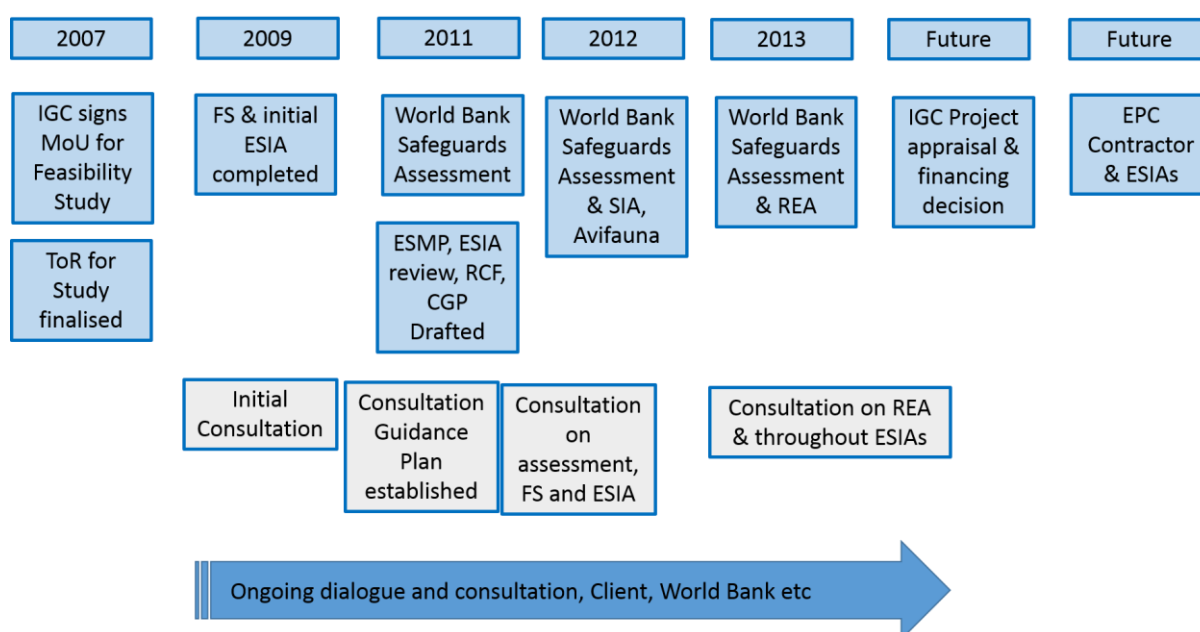 2007
2009
2011
2012
2013
Future
Future
IGC signs
MoU for
Feasibility
Study
FS & initial
ESIA
completed
World Bank
Safeguards
Assessment
World Bank
Safeguards
Assessment
& SIA,
Avifauna
World Bank
Safeguards
Assessment
& REA
IGC Project
appraisal &
financing
decision
EPC
Contractor
& ESIAs
ToR for
Study
finalised
ESMP, ESIA
review, RCF,
CGP
Drafted
Initial
Consultation
Consultation
Guidance
Plan
established
Consultation
on
assessment,
FS and ESIA
Consultation on REA
& throughout ESIAs
Ongoing dialogue and consultation, Client, World Bank etc